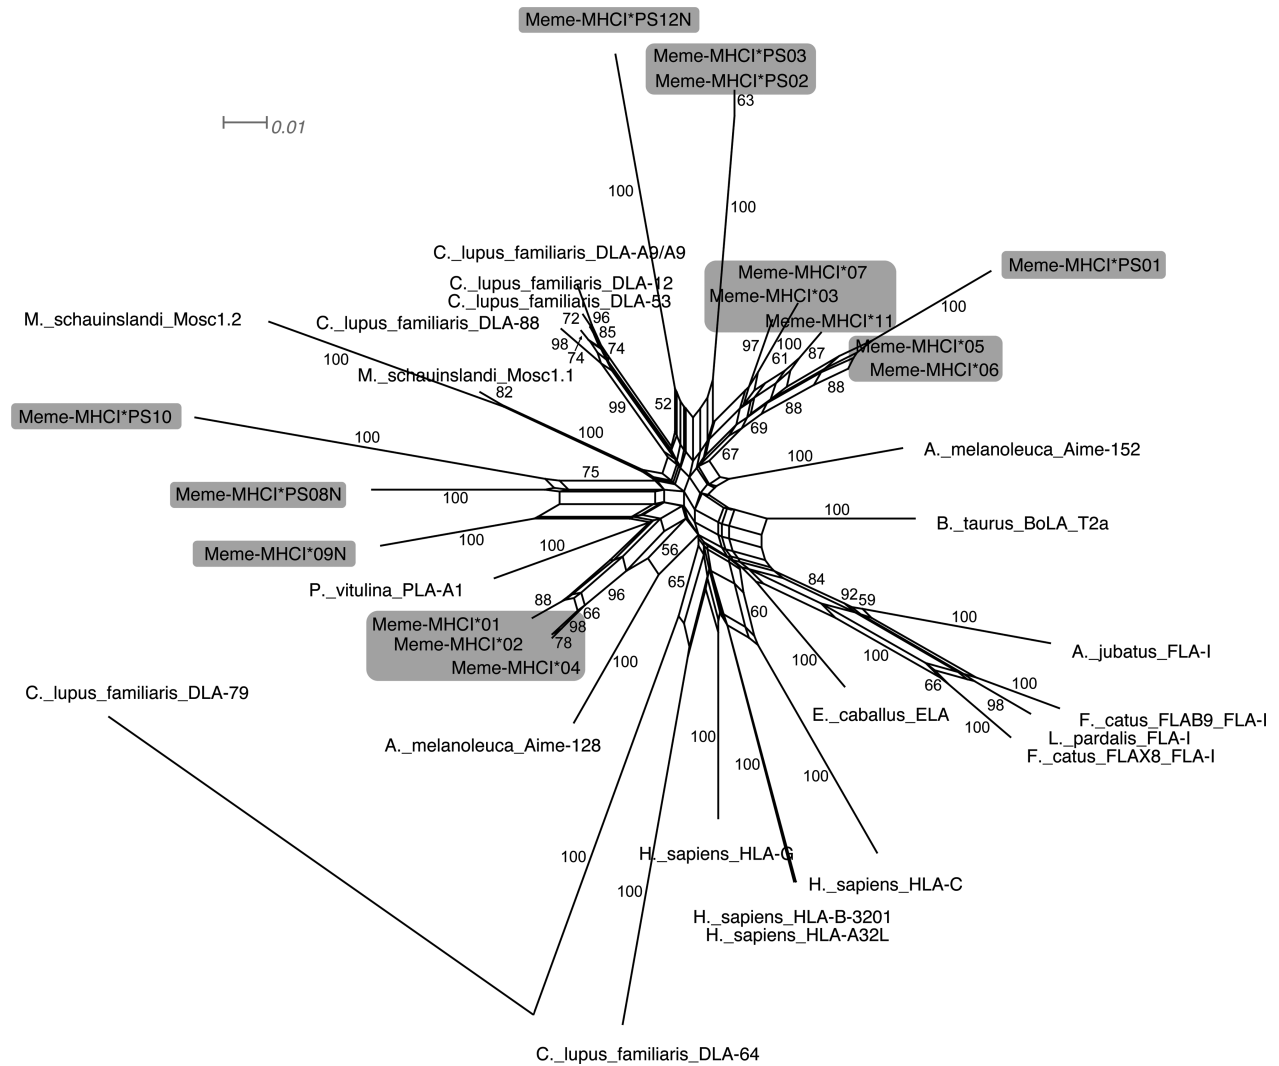 Meme-MHCI*PS12N
Meme-MHCI*PS03
Meme-MHCI*PS02
63
0.01
100
100
C._lupus_familiaris_DLA-A9/A9
C._lupus_familiaris_DLA-12
C._lupus_familiaris_DLA-53
C._lupus_familiaris_DLA-88
72
96
85
98
74
74
Meme-MHCI*07
Meme-MHCI*03
Meme-MHCI*11
Meme-MHCI*PS01
100
97
100
61
87
Meme-MHCI*05
Meme-MHCI*06
88
88
69
67
M._schauinslandi_Mosc1.2
100
M._schauinslandi_Mosc1.1
82
99
52
Meme-MHCI*PS10
100
100
75
A._melanoleuca_Aime-152
100
Meme-MHCI*PS08N
100
100
B._taurus_BoLA_T2a
Meme-MHCI*09N
100
100
56
P._vitulina_PLA-A1
65
84
92
59
88
96
66
98
78
60
Meme-MHCI*01
Meme-MHCI*02
Meme-MHCI*04
100
A._jubatus_FLA-I
100
100
100
66
100
98
100
F._catus_FLAB9_FLA-I
L._pardalis_FLA-I
F._catus_FLAX8_FLA-I
C._lupus_familiaris_DLA-79
E._caballus_ELA
A._melanoleuca_Aime-128
100
100
100
100
100
H._sapiens_HLA-G
H._sapiens_HLA-C
H._sapiens_HLA-B-3201
H._sapiens_HLA-A32L
C._lupus_familiaris_DLA-64